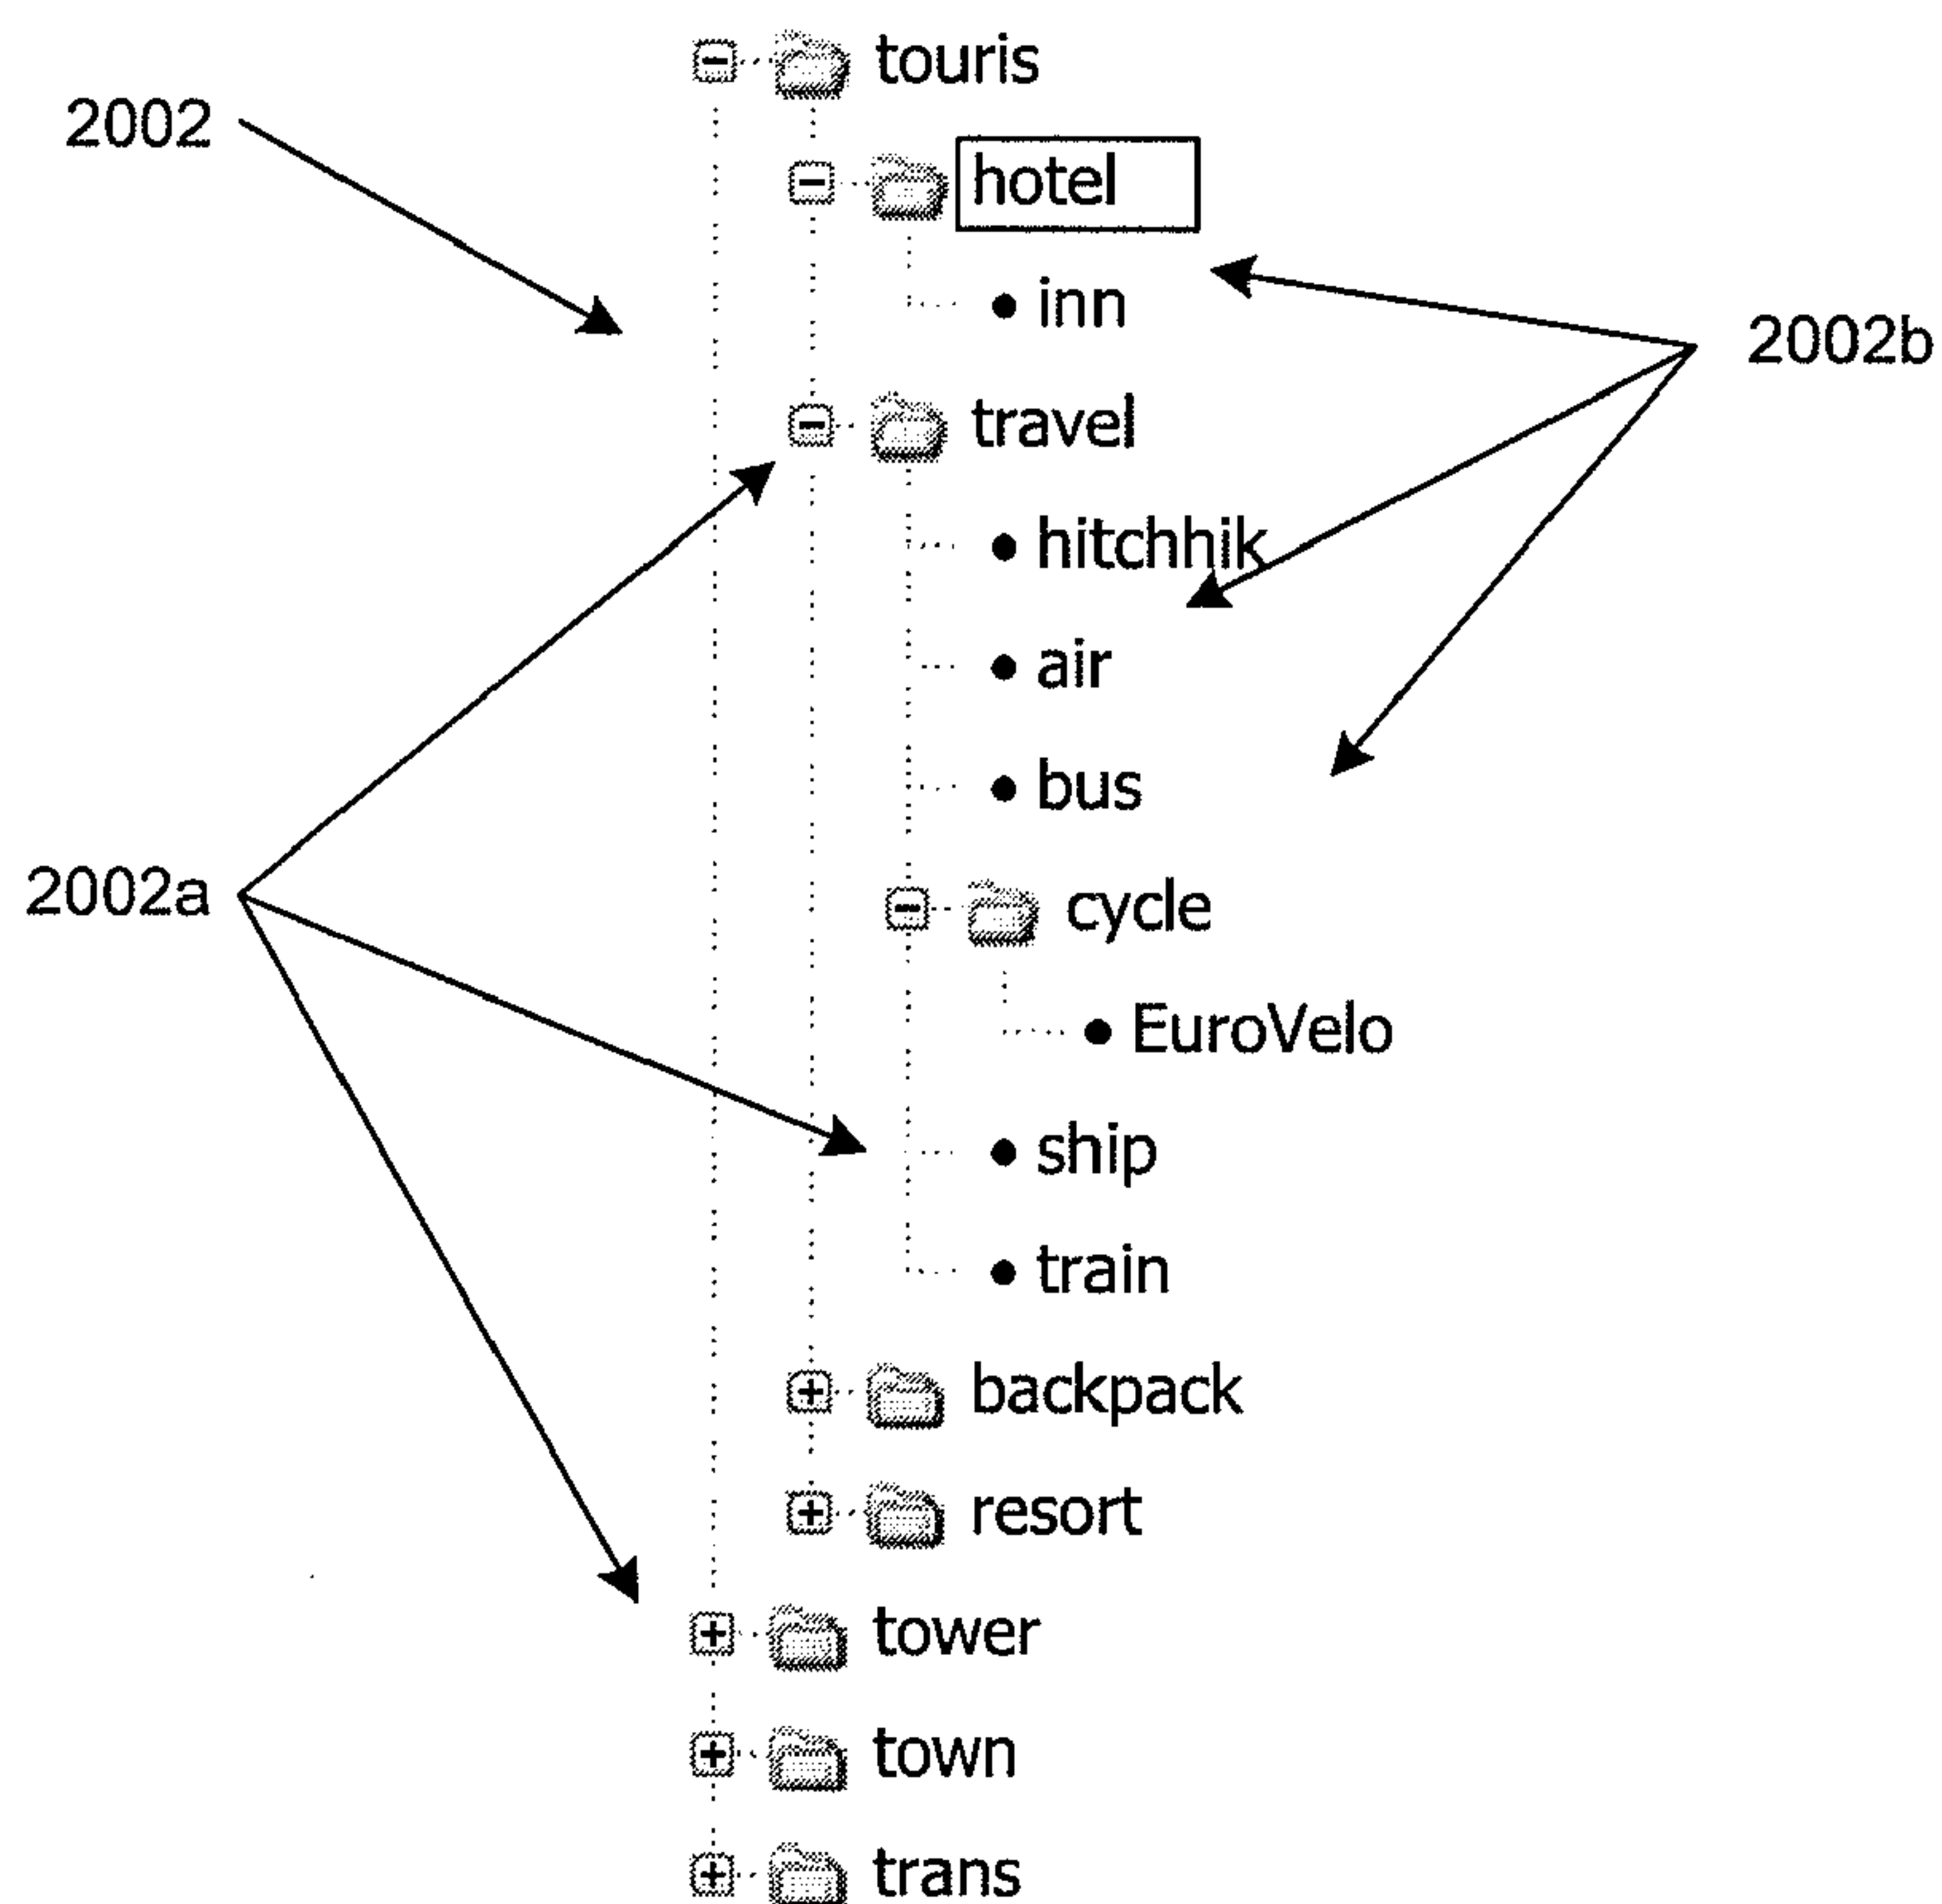 touris
2002
hotel
inn
2002b
travel
hitchhik
air
bus
2002a
cycle
EuroVelo
ship
train
backpack
resort
tower
town
trans